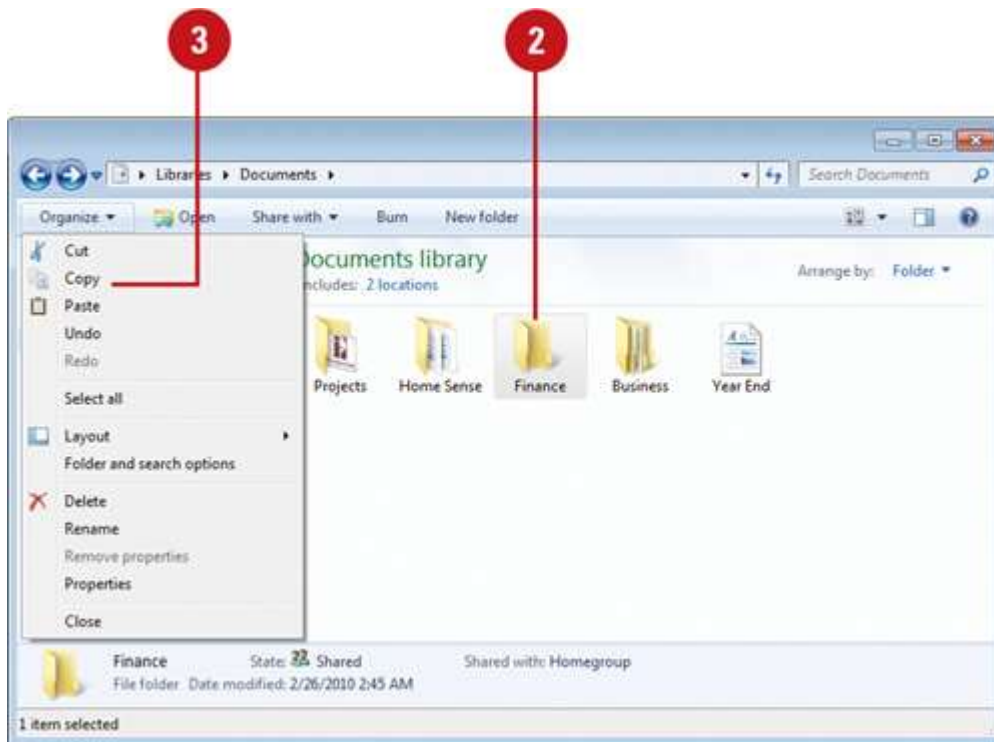 3
2
Libraries
Documents
Search Documents
Organize
Open
Share with
Burn
New folder
Cut
Copy
Paste
Undo
Redo
Select all
Layout
Folder and search options
Delete
Rename
Remove properties
Properties
Close
ocuments library
ncludes: 2 locations
Arrange by: Folder
Projects
Home Sense
Finance
Business
Year End
Finance State: Shared Shared with: Homegroup
File folder Date modified: 2/26/2010 2:45 AM
1 item selected